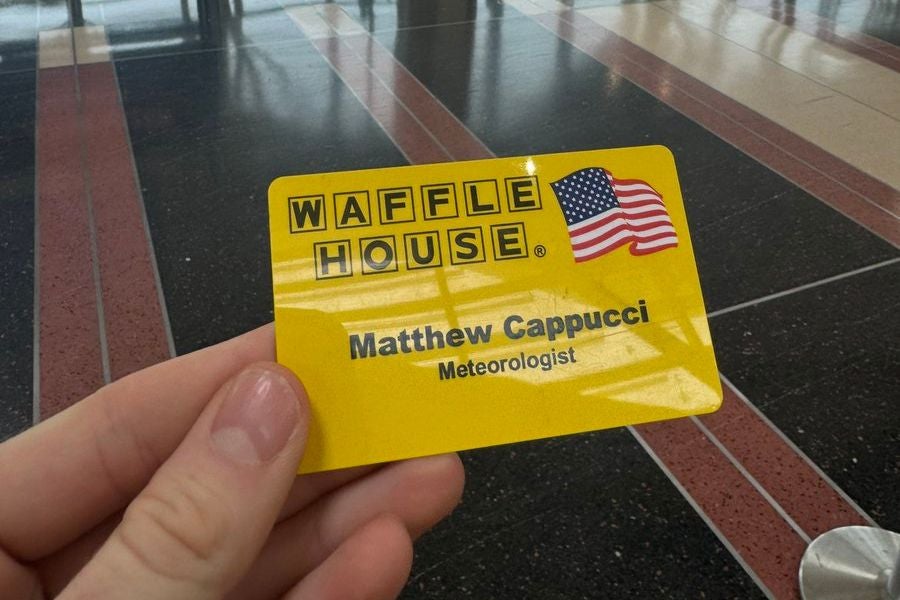 WAFFLE
HOUSE®
Matthew Cappucci
Meteorologist